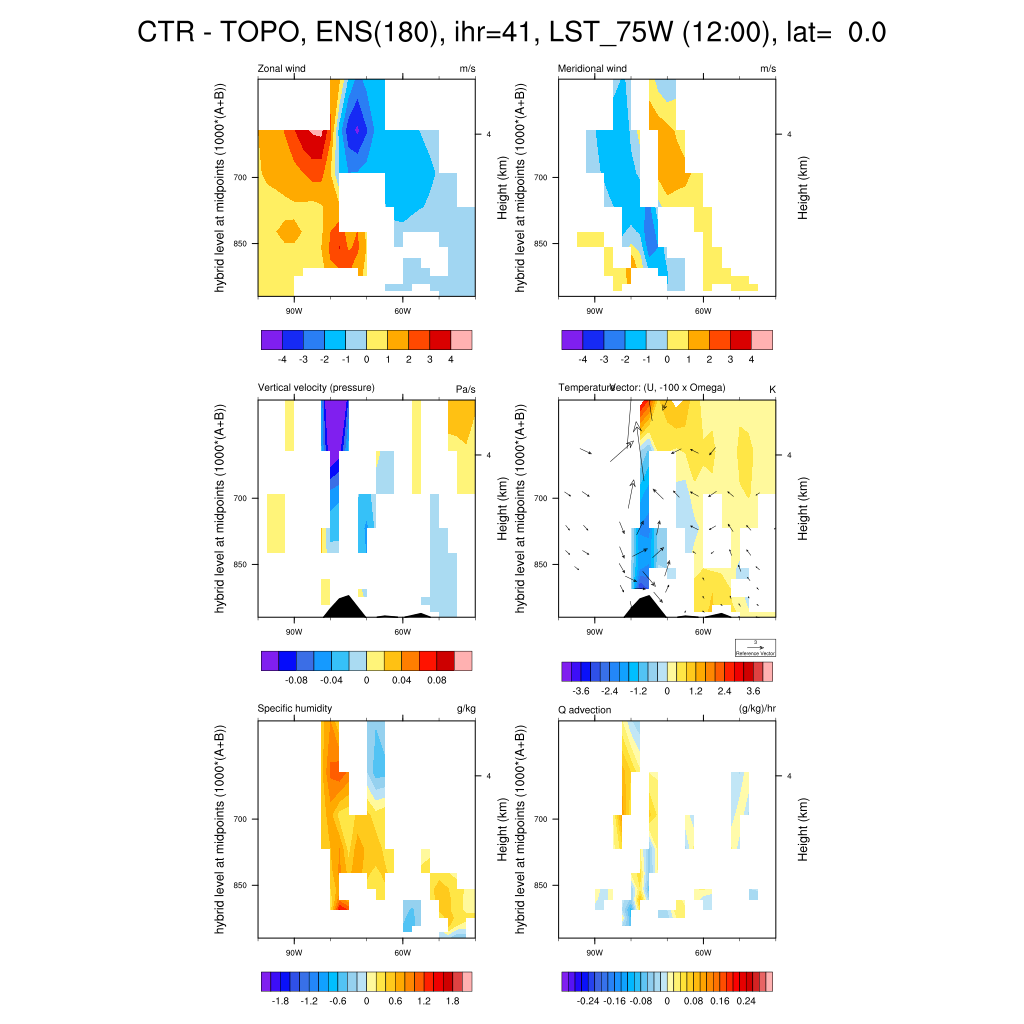 CTR - TOPO, ENS(180), ihr=41, LST_75W (12:00), lat= 0.0
Zonal wind m/s
hybrid level at midpoints (1000*(A+B))
700
850
90W 60W
4
Height (km)
-4 -3 -2 -1 0 1 2 3 4
Meridional wind m/s
hybrid level at midpoints (1000*(A+B))
700
850
90W 60W
4
Height (km)
-4 -3 -2 -1 0 1 2 3 4
Vertical velocity (pressure) Pa/s
hybrid level at midpoints (1000*(A+B))
700
850
90W 60W
4
Height (km)
-0.08 -0.04 0 0.04 0.08
Temperature Vector: (U, -100 x Omega) K
hybrid level at midpoints (1000*(A+B))
700
850
90W 60W
4
Height (km)
3
Reference Vector
-3.6 -2.4 -1.2 0 1.2 2.4 3.6
Specific humidity g/kg
hybrid level at midpoints (1000*(A+B))
700
850
90W 60W
4
Height (km)
-1.8 -1.2 -0.6 0 0.6 1.2 1.8
Q advection (g/kg)/hr
hybrid level at midpoints (1000*(A+B))
700
850
90W 60W
4
Height (km)
-0.24 -0.16 -0.08 0 0.08 0.16 0.24